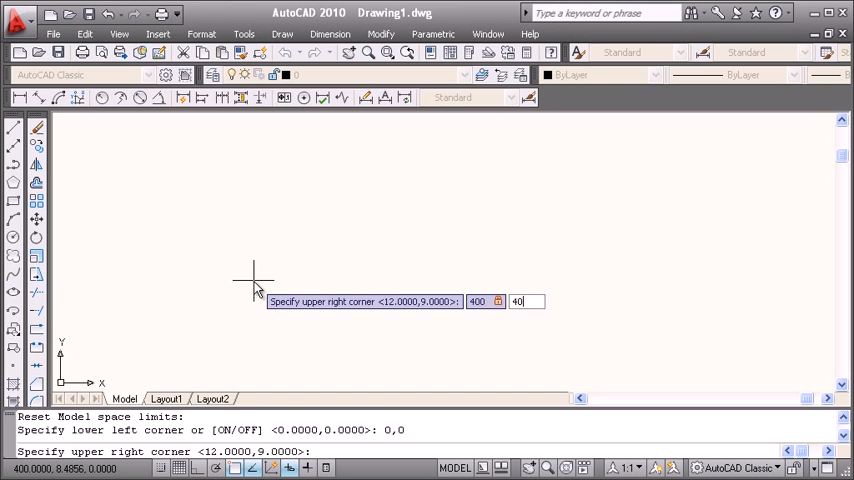 AutoCAD 2010 Drawing1.dwg
Type a keyword or phrase
File Edit View Insert Format Tools Draw Dimension Modify Parametric Window Help
Standard Standard
AutoCAD Classic 0 ByLayer ByLayer
Standard
Specify upper right corner <12.0000,9.0000>: 400 40
Y
X
Model Layout1 Layout2
Reset Model space limits:
Specify lower left corner or [ON/OFF] <0.0000,0.0000>: 0,0
Specify upper right corner <12.0000,9.0000>:
400.0000, 8.4856, 0.0000 MODEL 1:1 AutoCAD Classic